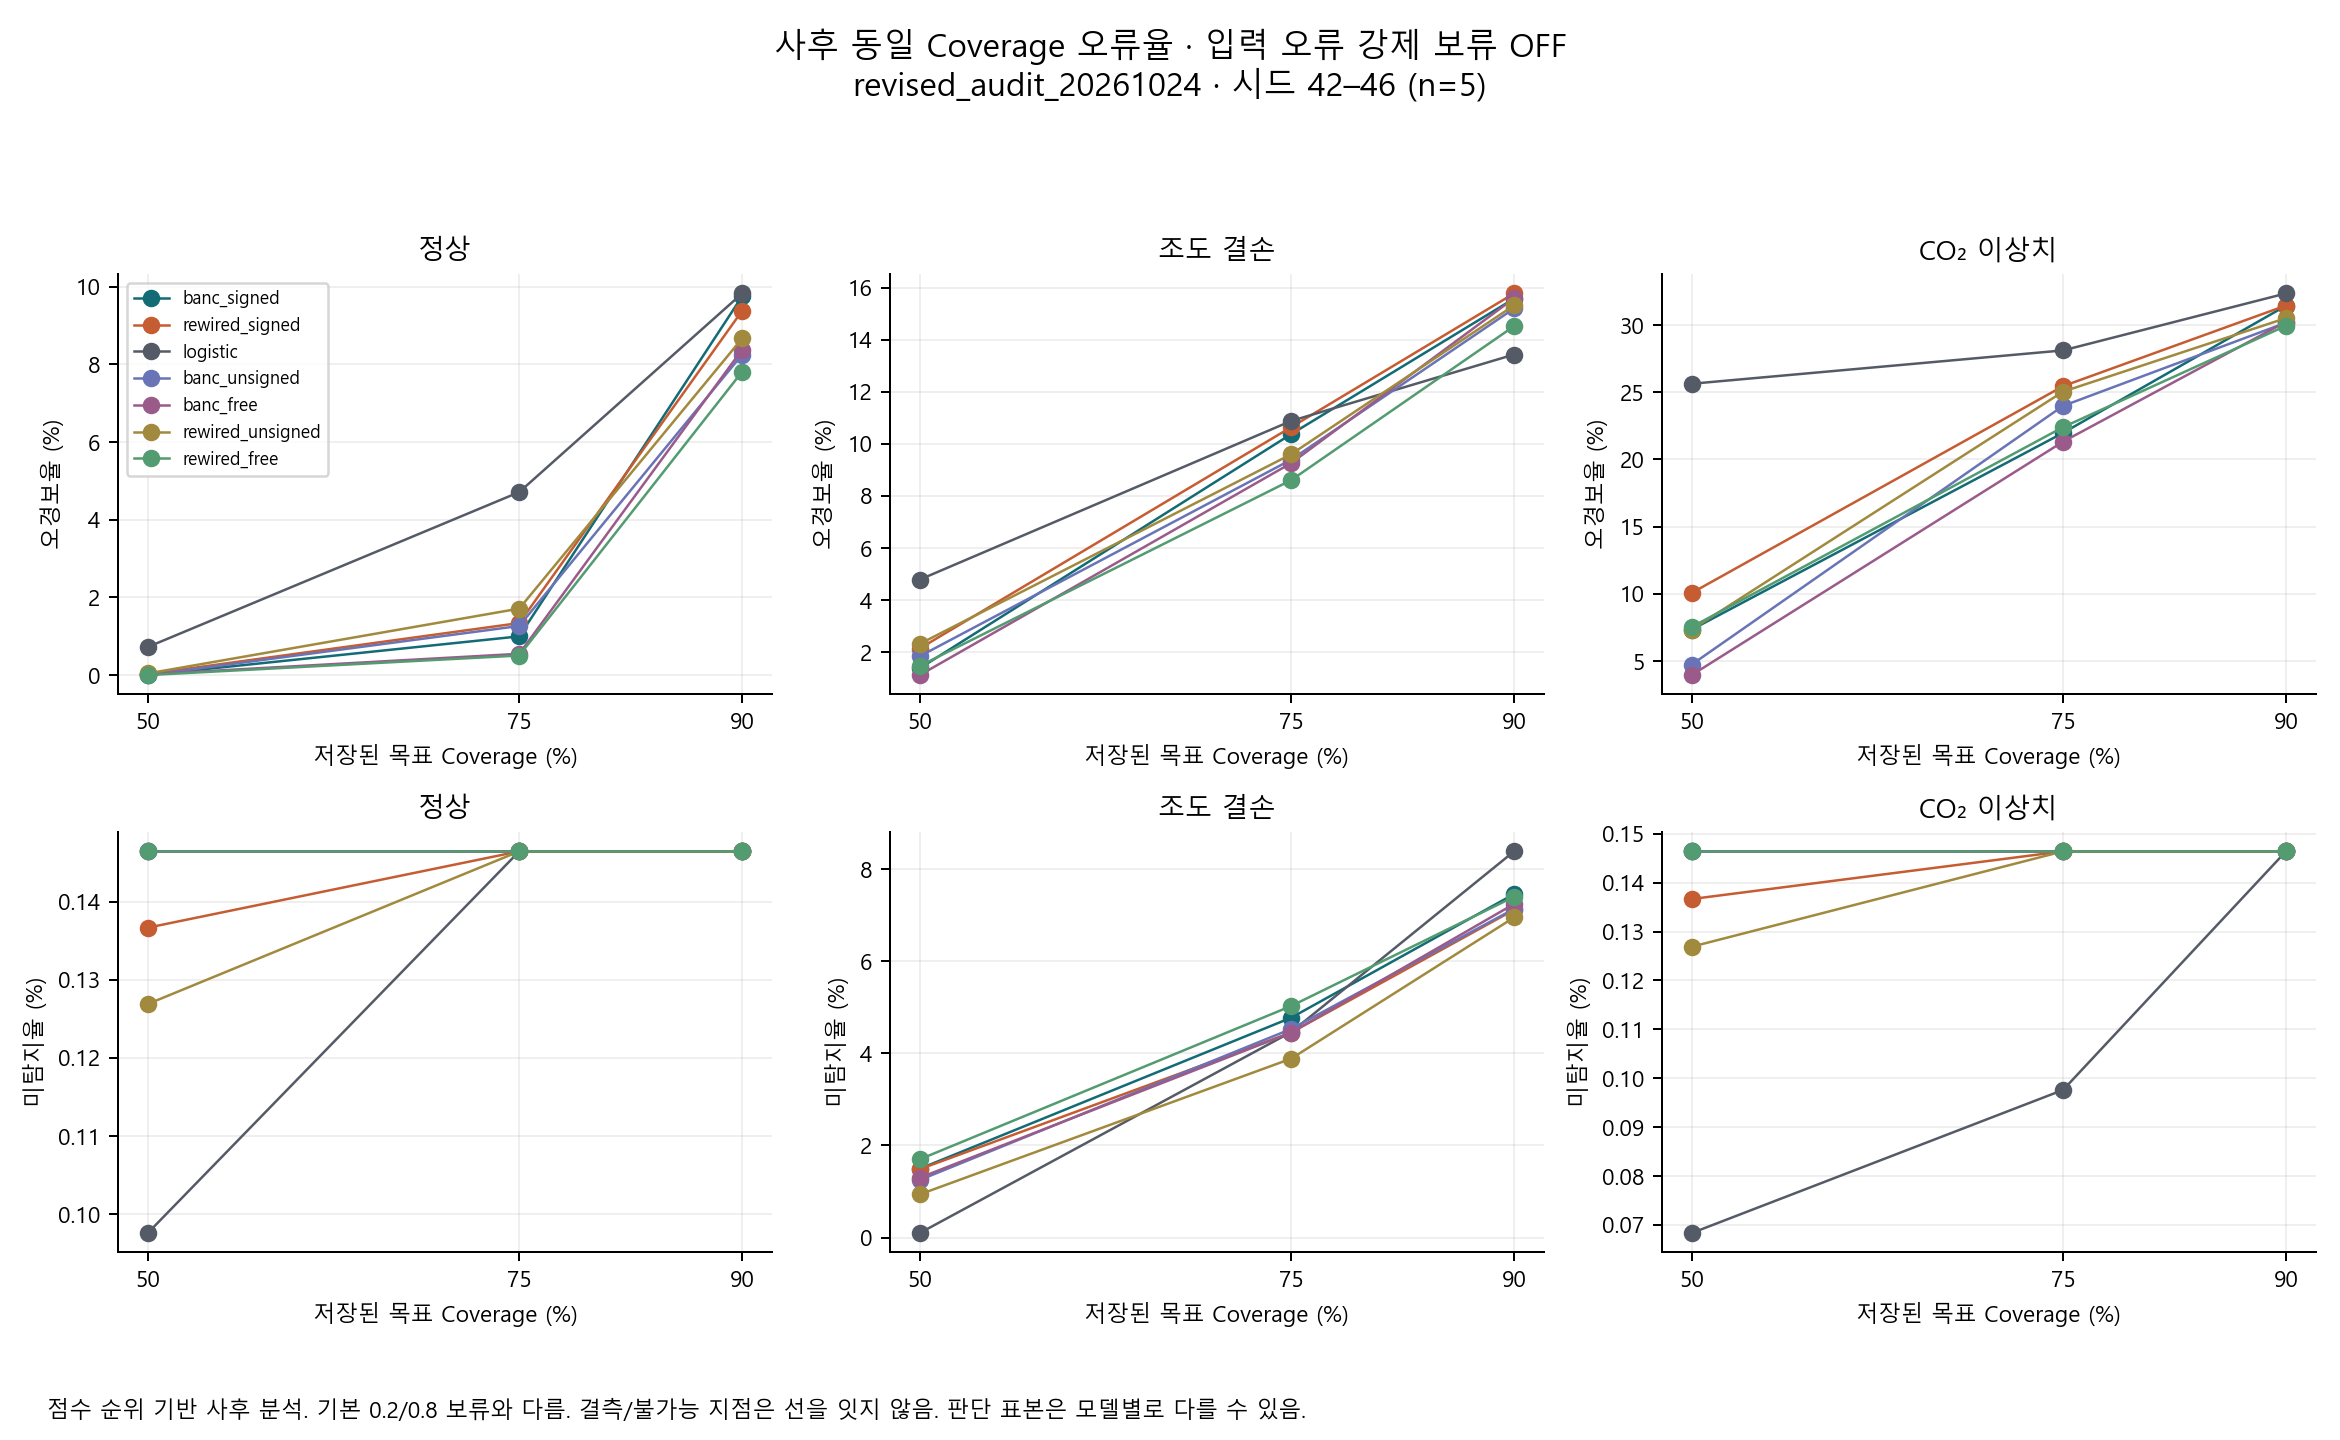 사후 동일 Coverage 오류율 · 입력 오류 강제 보류 OFF
revised_audit_20261024 · 시드 42–46 (n=5)
정상
10
8
6
4
2
0
오경보율 (%)
banc_signed
rewired_signed
logistic
banc_unsigned
banc_free
rewired_unsigned
rewired_free
50
75
90
저장된 목표 Coverage (%)
조도 결손
16
14
12
10
8
6
4
2
오경보율 (%)
50
75
90
저장된 목표 Coverage (%)
CO₂ 이상치
30
25
20
15
10
5
오경보율 (%)
50
75
90
저장된 목표 Coverage (%)
정상
0.14
0.13
0.12
0.11
0.10
미탐지율 (%)
50
75
90
저장된 목표 Coverage (%)
조도 결손
8
6
4
2
0
미탐지율 (%)
50
75
90
저장된 목표 Coverage (%)
CO₂ 이상치
0.15
0.14
0.13
0.12
0.11
0.10
0.09
0.08
0.07
미탐지율 (%)
50
75
90
저장된 목표 Coverage (%)
점수 순위 기반 사후 분석. 기본 0.2/0.8 보류와 다름. 결측/불가능 지점은 선을 잇지 않음. 판단 표본은 모델별로 다를 수 있음.